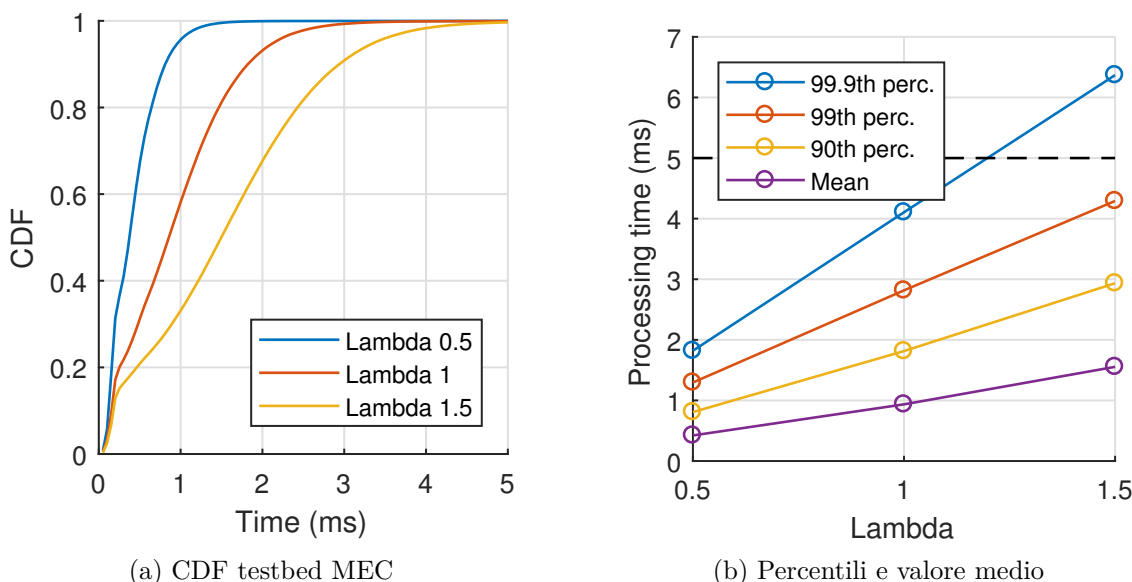 1
0.8
0.6
0.4
0.2
0
CDF
0 1 2 3 4 5
Time (ms)
Lambda 0.5
Lambda 1
Lambda 1.5
(a) CDF testbed MEC
7
6
5
4
3
2
1
0
Processing time (ms)
99.9th perc.
99th perc.
90th perc.
Mean
0.5 1 1.5
Lambda
(b) Percentili e valore medio